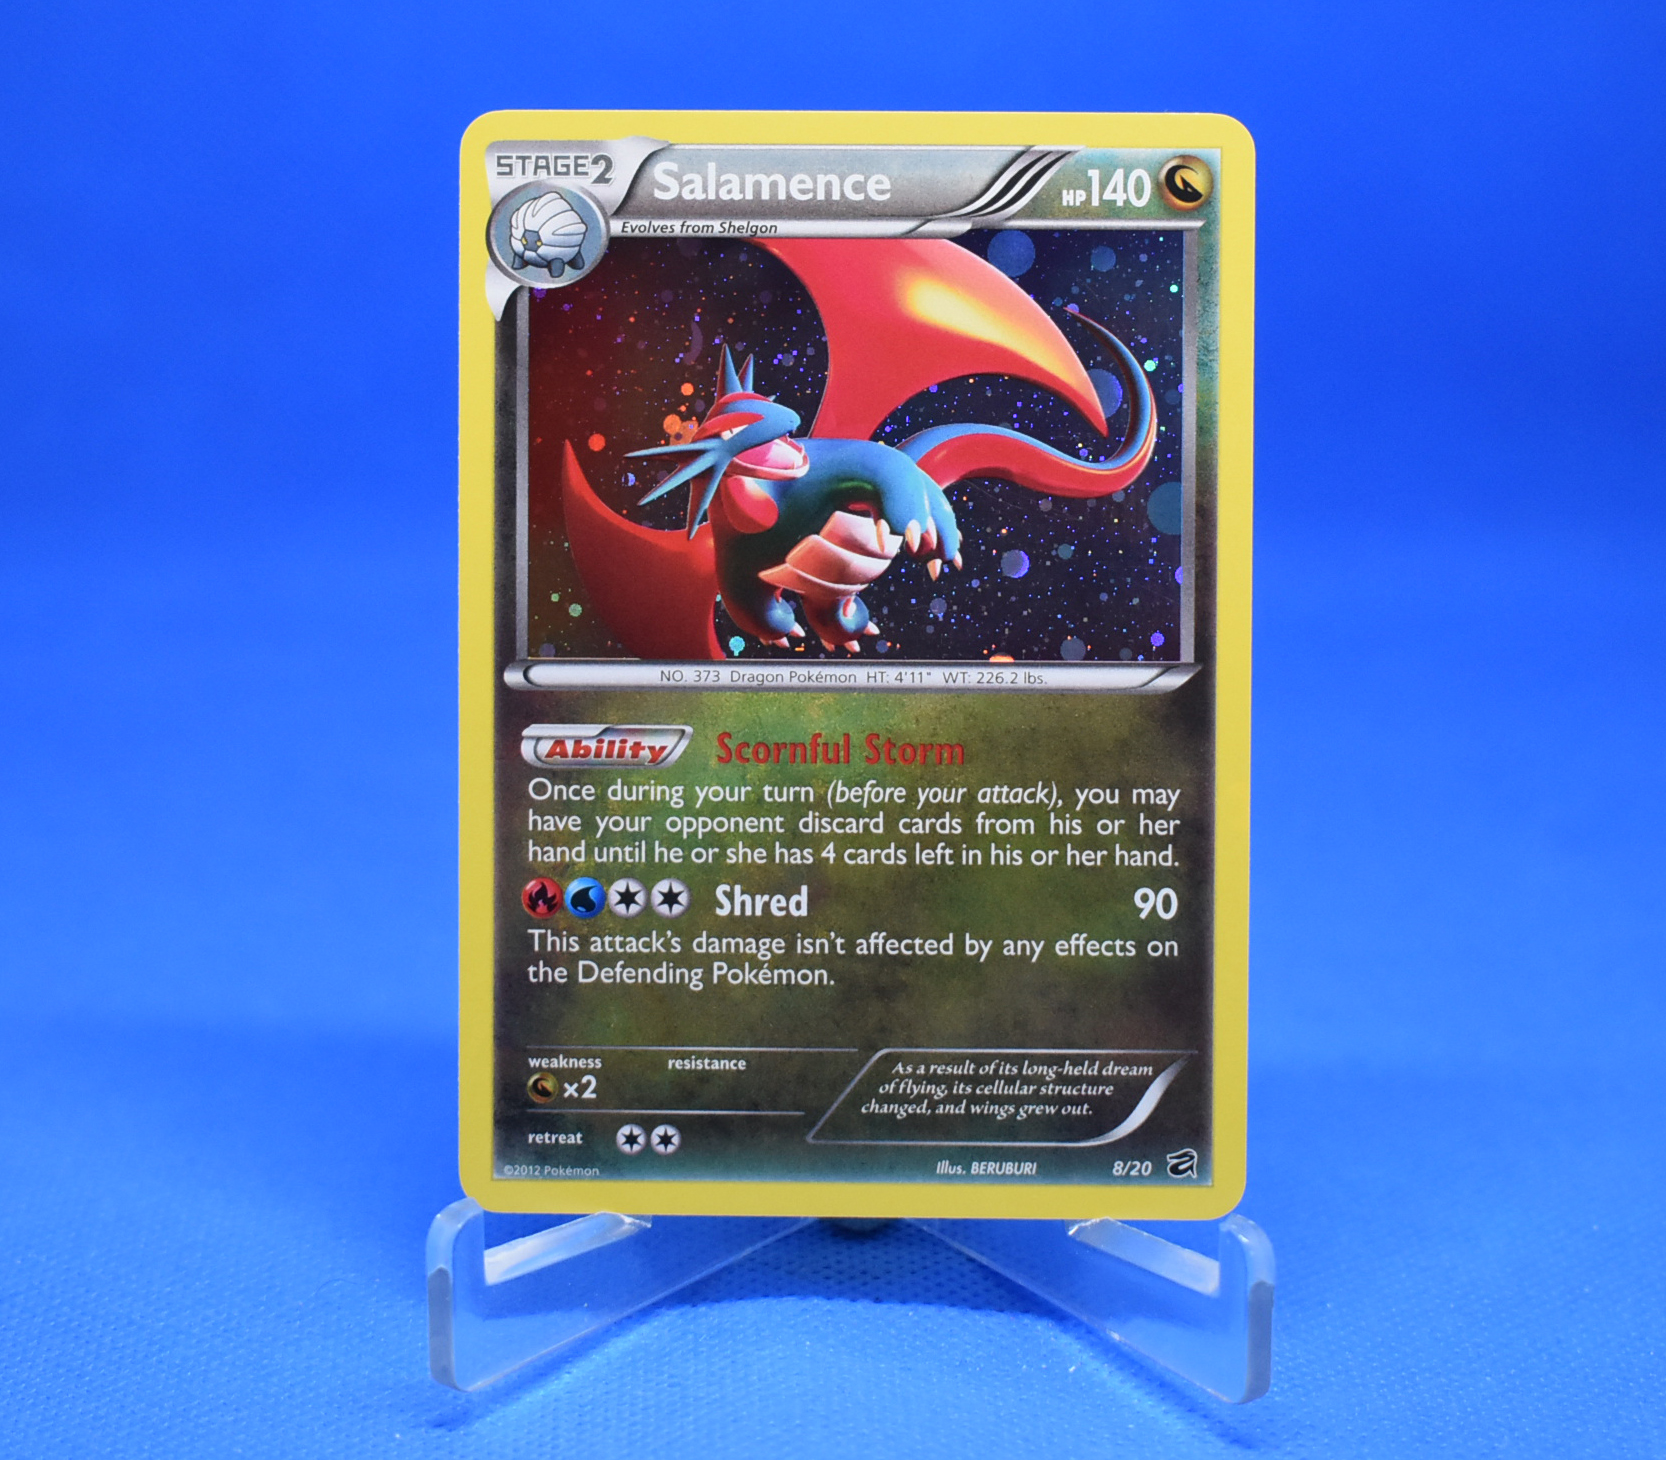 STAGE2
Salamence
HP140
Evolves from Shelgon
NO. 373 Dragon Pokémon HT: 4'11" WT: 226.2 lbs.
Ability Scornful Storm
Once during your turn (before your attack), you may
have your opponent discard cards from his or her
hand until he or she has 4 cards left in his or her hand.
Shred 90
This attack's damage isn't affected by any effects on
the Defending Pokémon.
weakness resistance
×2
retreat
As a result of its long-held dream
of flying, its cellular structure
changed, and wings grew out.
©2012 Pokémon
Illus. BERUBURI
8/20